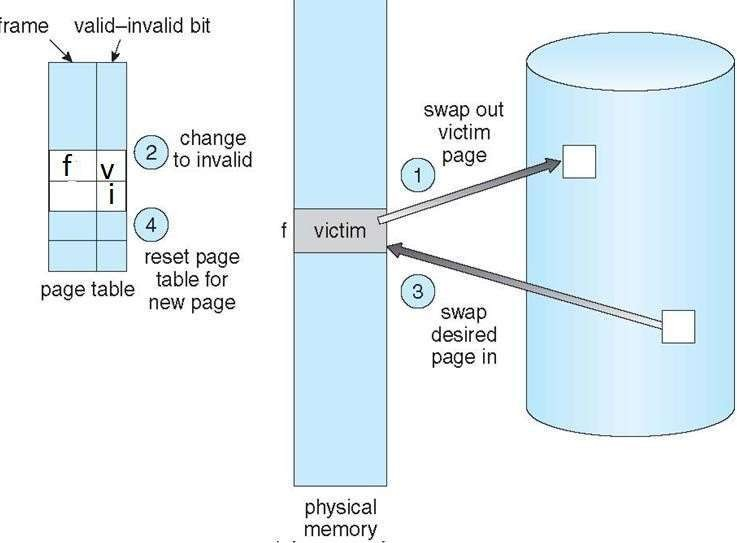 frame
valid–invalid bit
f
v
i
2
change
to invalid
4
reset page
table for
new page
page table
f
victim
swap out
victim
page
1
3
swap
desired
page in
physical
memory